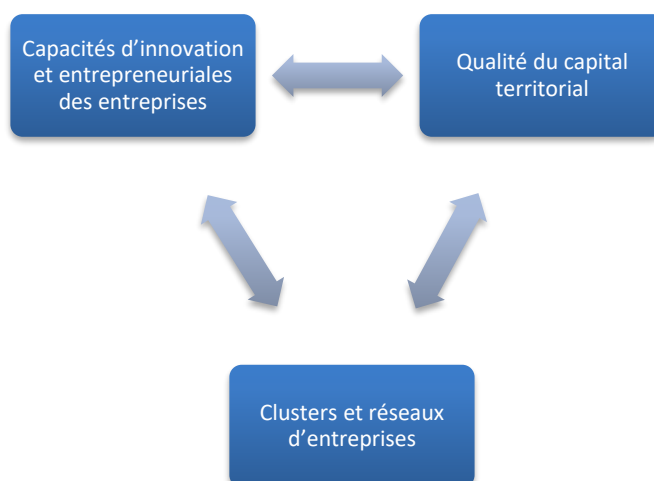 Capacités d’innovation
et entrepreneuriales
des entreprises
Qualité du capital
territorial
Clusters et réseaux
d’entreprises